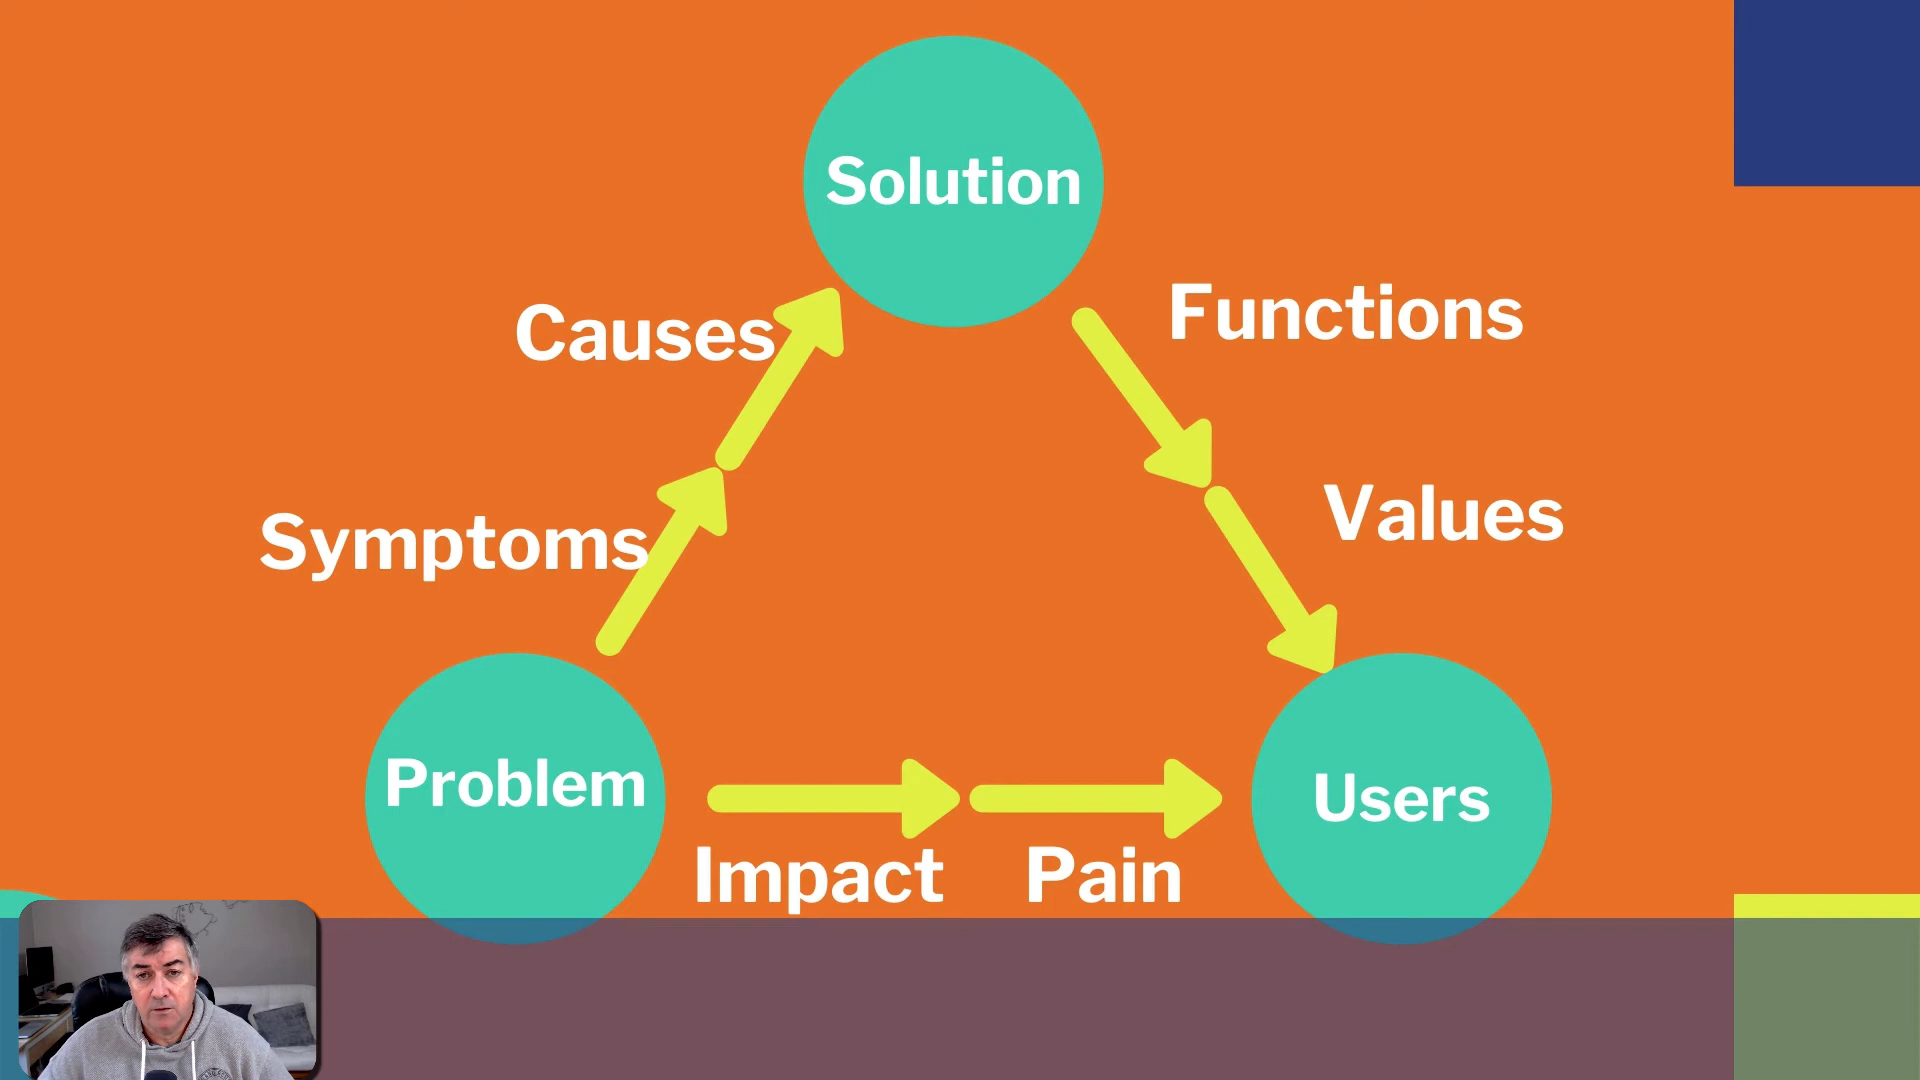 Solution
Causes
Functions
Symptoms
Values
Problem
Users
Impact
Pain